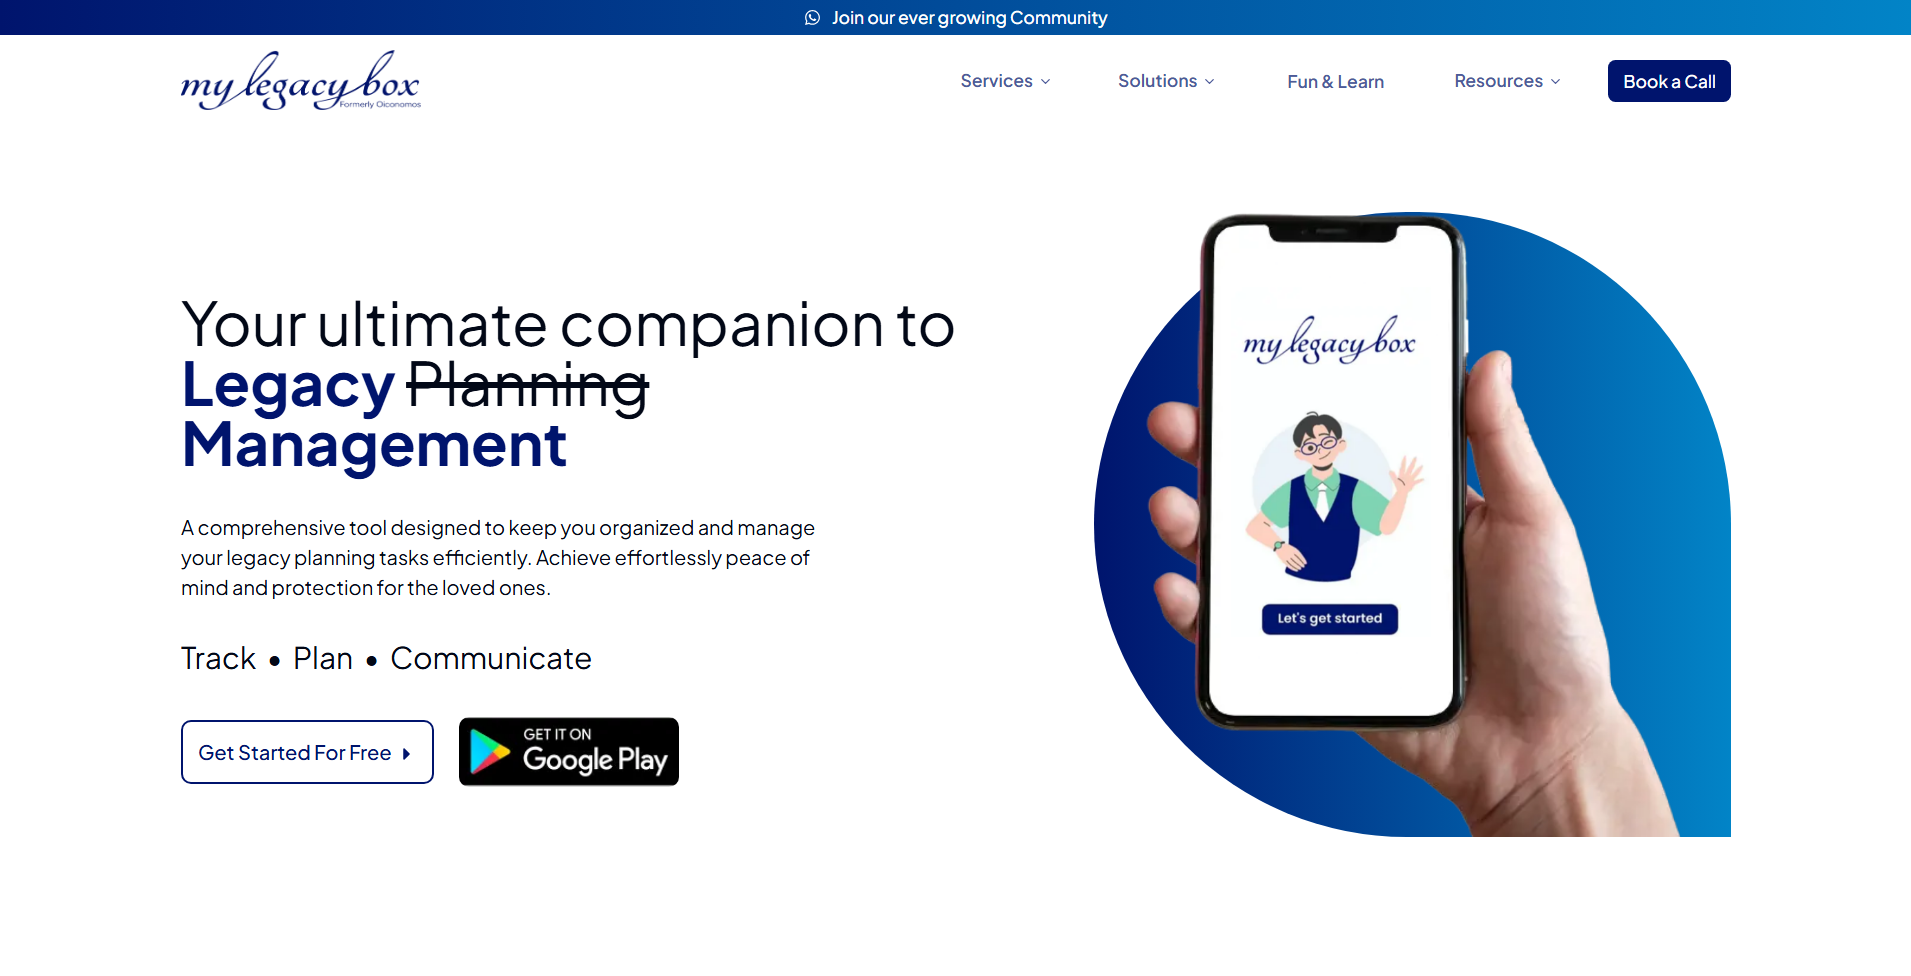 Join our ever growing Community
my legacy box
Formerly Oiconomos
Services
Solutions
Fun & Learn
Resources
Book a Call
Your ultimate companion to
Legacy Planning
Management
A comprehensive tool designed to keep you organized and manage
your legacy planning tasks efficiently. Achieve effortlessly peace of
mind and protection for the loved ones.
Track • Plan • Communicate
Get Started For Free
GET IT ON
Google Play
my legacy box
Let's get started